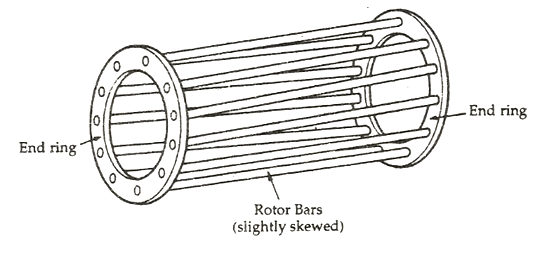 End ring
End ring
Rotor Bars
(slightly skewed)